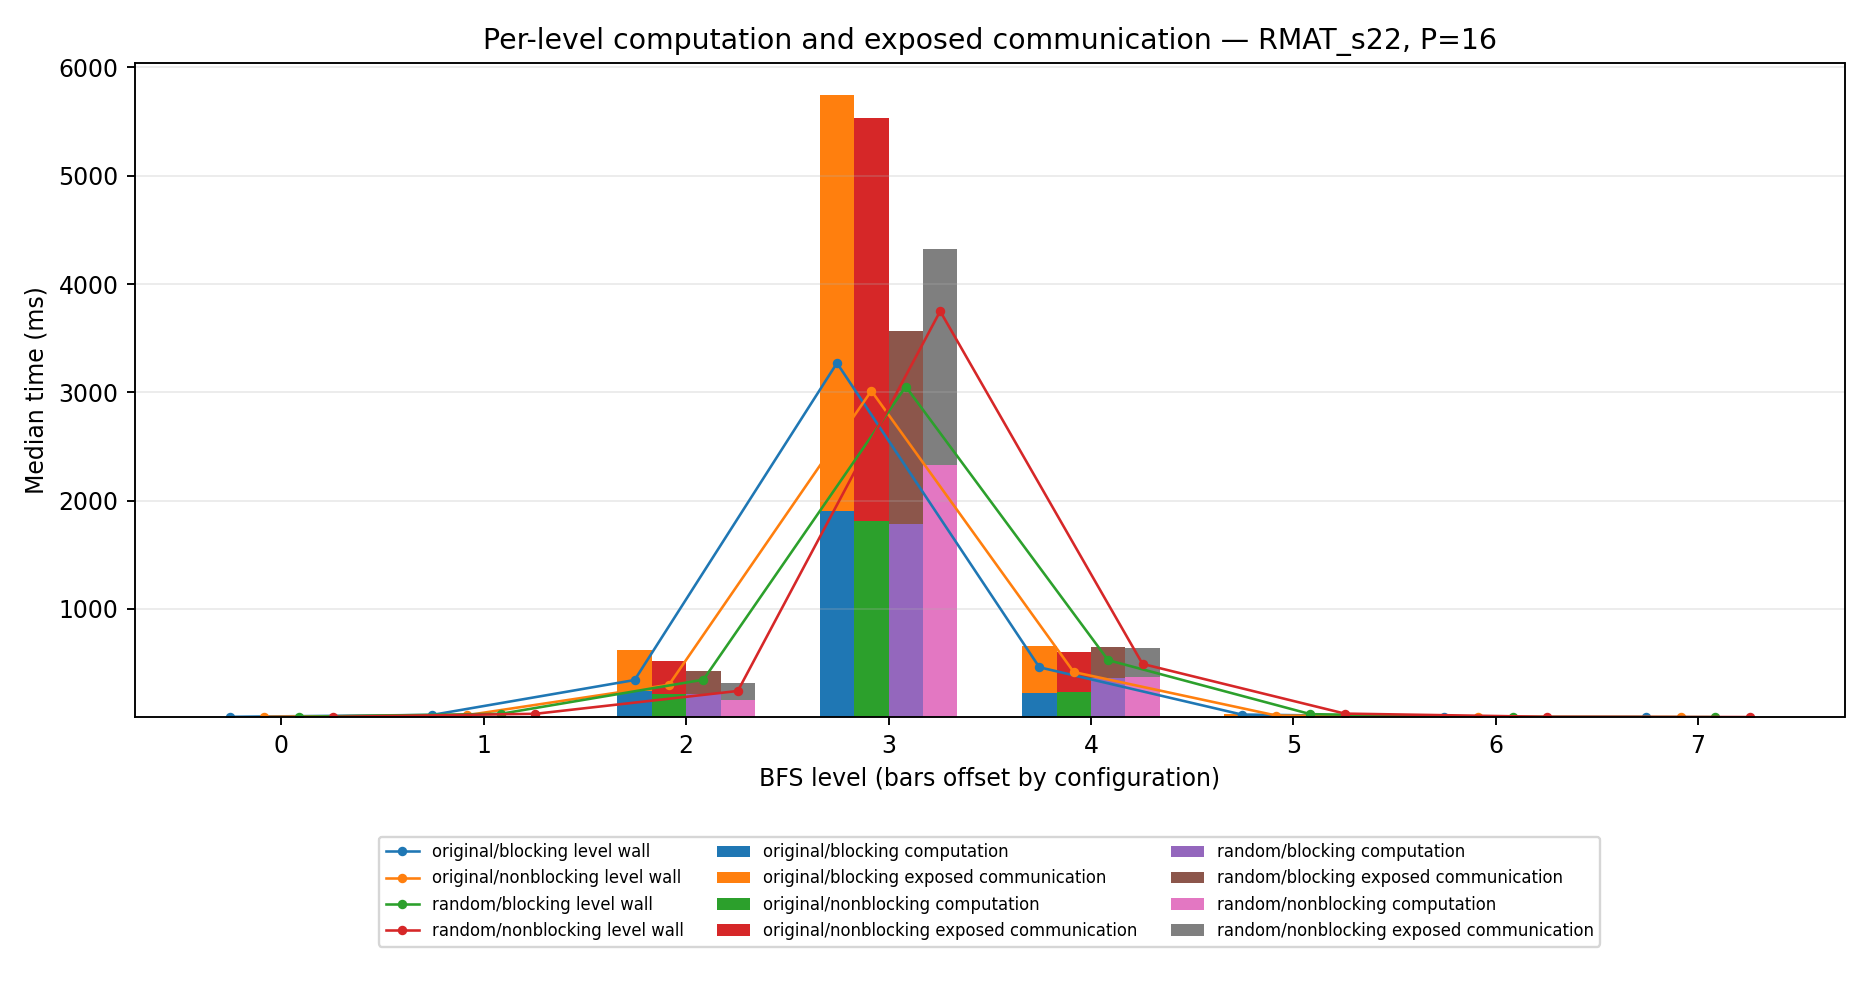 Per-level computation and exposed communication — RMAT_s22, P=16
6000
5000
4000
3000
2000
1000
Median time (ms)
0 1 2 3 4 5 6 7
BFS level (bars offset by configuration)
original/blocking level wall
original/nonblocking level wall
random/blocking level wall
random/nonblocking level wall
original/blocking computation
original/blocking exposed communication
original/nonblocking computation
original/nonblocking exposed communication
random/blocking computation
random/blocking exposed communication
random/nonblocking computation
random/nonblocking exposed communication